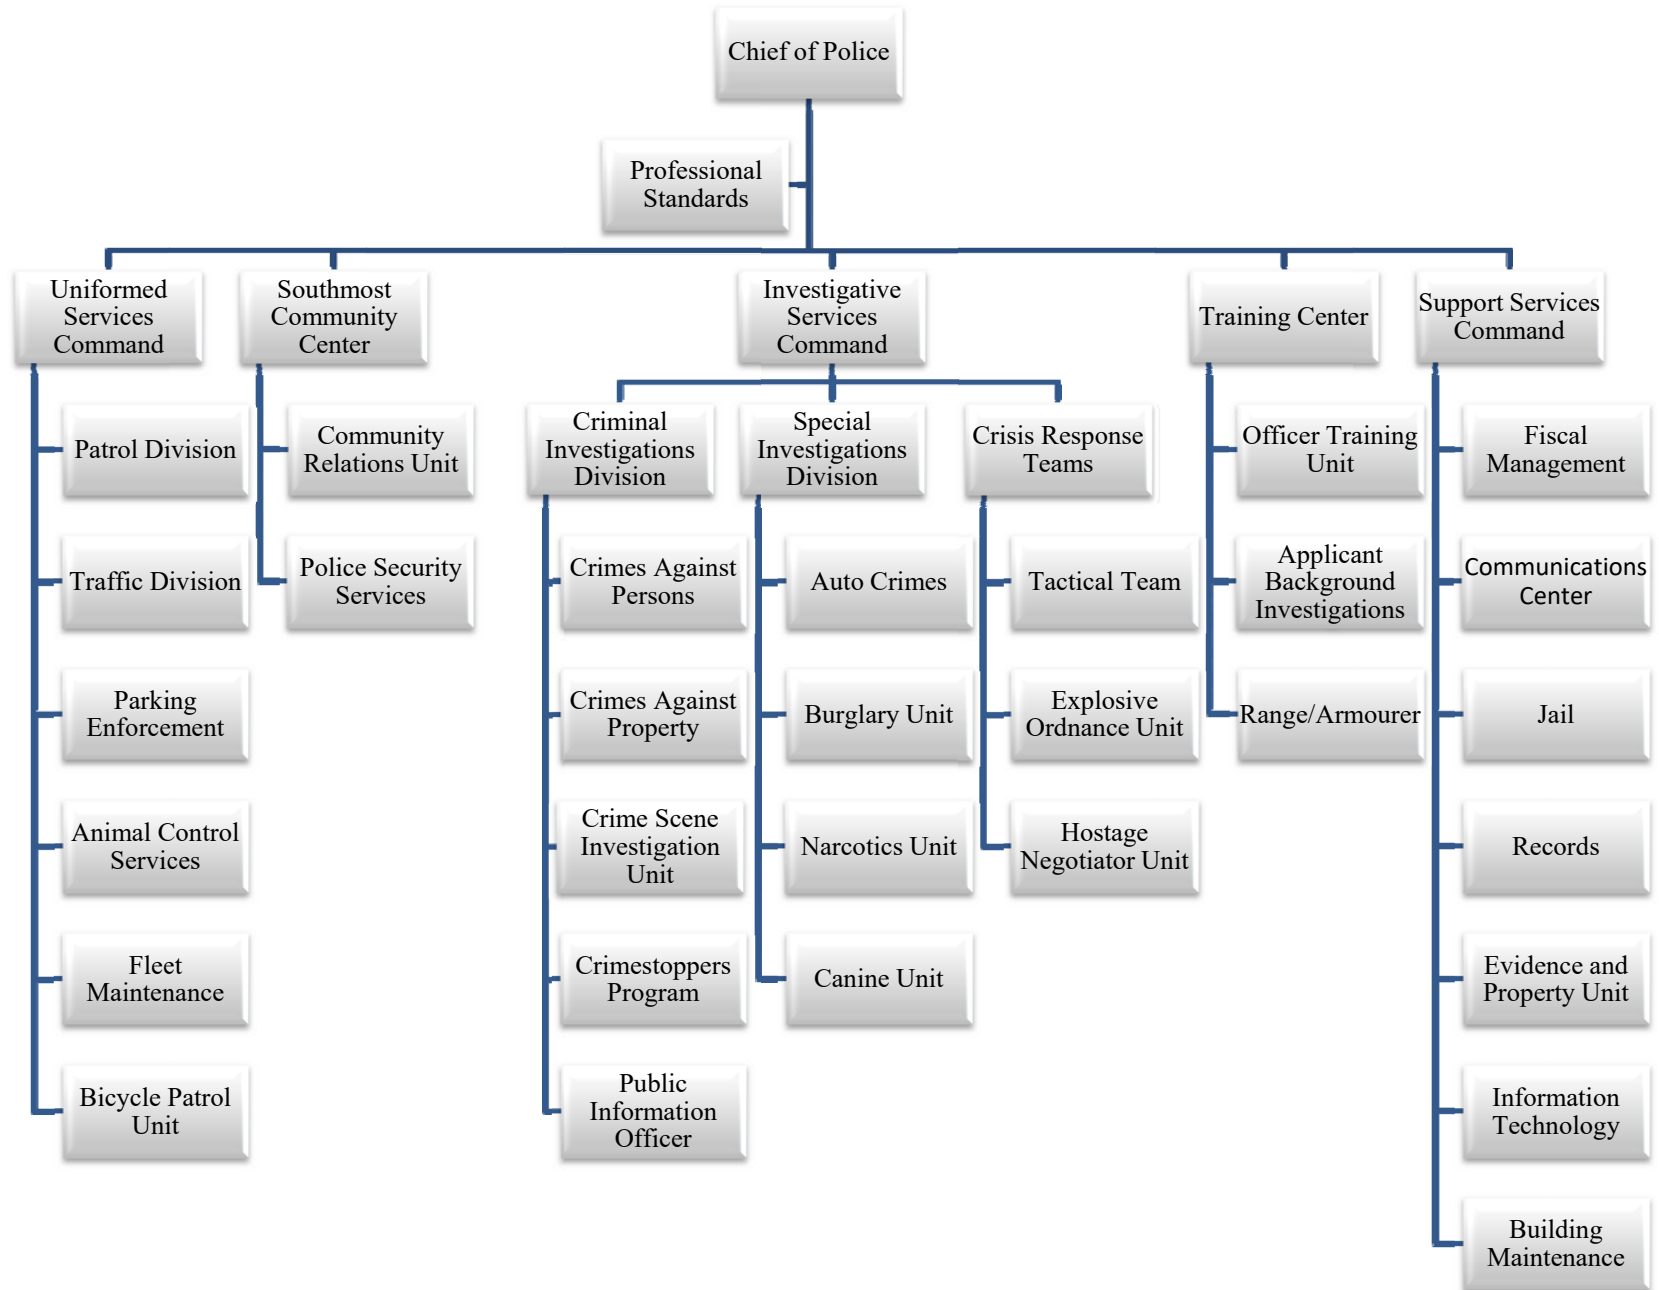 Chief of Police
Professional
Standards
Uniformed
Services
Command
Southmost
Community
Center
Investigative
Services
Command
Training Center
Support Services
Command
Patrol Division
Traffic Division
Parking
Enforcement
Animal Control
Services
Fleet
Maintenance
Bicycle Patrol
Unit
Community
Relations Unit
Police Security
Services
Criminal
Investigations
Division
Crimes Against
Persons
Crimes Against
Property
Crime Scene
Investigation
Unit
Crimestoppers
Program
Public
Information
Officer
Special
Investigations
Division
Auto Crimes
Burglary Unit
Narcotics Unit
Canine Unit
Crisis Response
Teams
Tactical Team
Explosive
Ordnance Unit
Hostage
Negotiator Unit
Officer Training
Unit
Applicant
Background
Investigations
Range/Armourer
Fiscal
Management
Communications
Center
Jail
Records
Evidence and
Property Unit
Information
Technology
Building
Maintenance